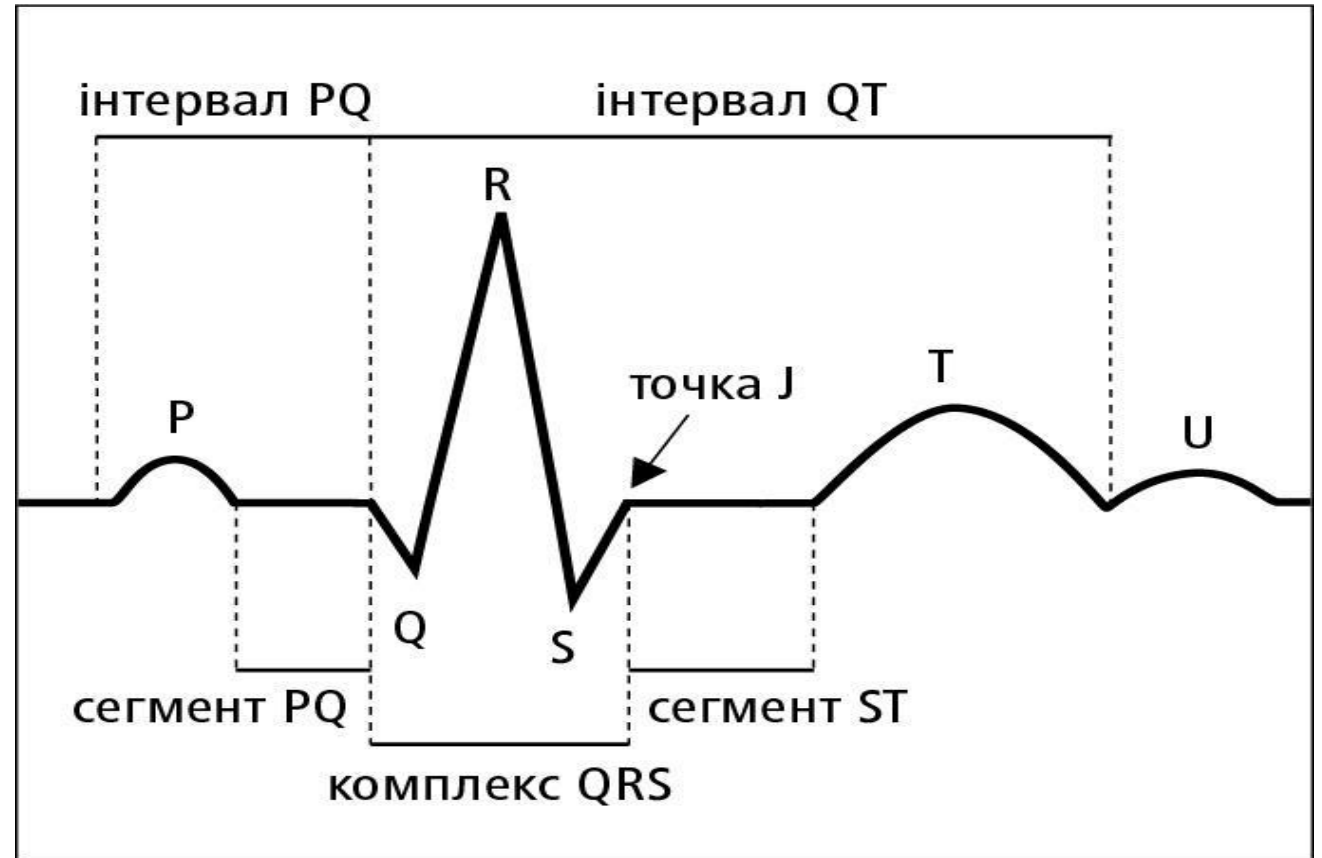 інтервал PQ
інтервал QT
R
точка J
T
P
U
Q
S
сегмент PQ
сегмент ST
комплекс QRS